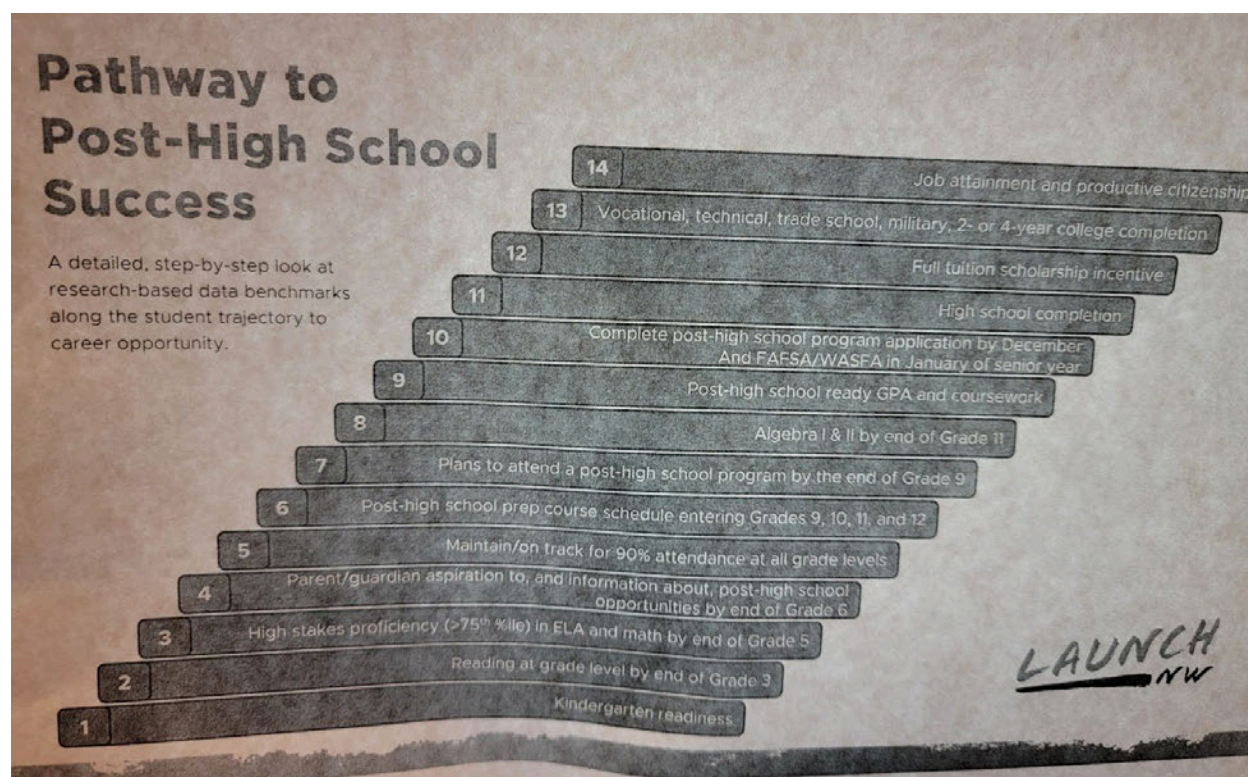 Pathway to
Post-High School
Success
A detailed, step-by-step look at
research-based data benchmarks
along the student trajectory to
career opportunity.
14 Job attainment and productive citizenship
13 Vocational, technical, trade school, military, 2- or 4-year college completion
12 Full tuition scholarship incentive
11 High school completion
10 Complete post-high school program application by December
And FAFSA/WASFA in January of senior year
9 Post-high school ready GPA and coursework
8 Algebra I & II by end of Grade 11
7 Plans to attend a post-high school program by the end of Grade 9
6 Post-high school prep course schedule entering Grades 9, 10, 11, and 12
5 Maintain/on track for 90% attendance at all grade levels
4 Parent/guardian aspiration to, and information about, post-high school
opportunities by end of Grade 6
3 High stakes proficiency (>75th %ile) in ELA and math by end of Grade 5
2 Reading at grade level by end of Grade 3
1 Kindergarten readiness
LAUNCH
NW